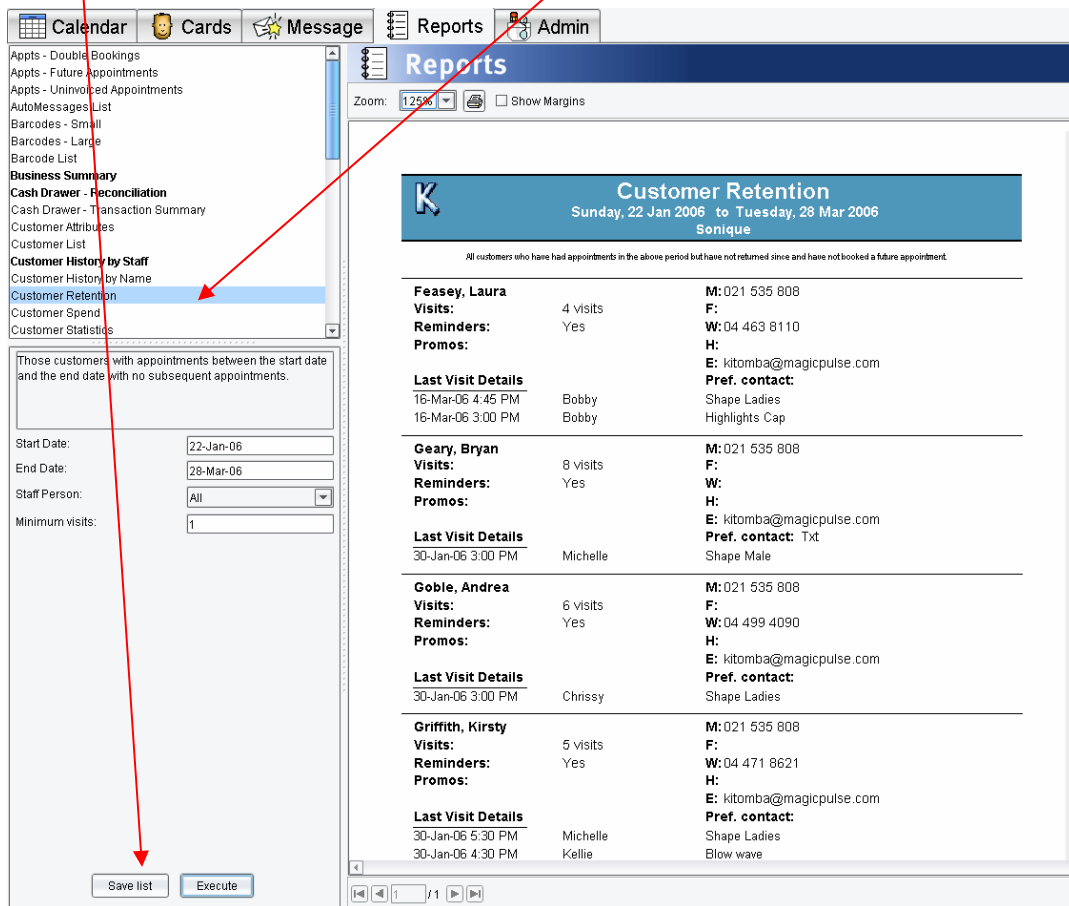 Calendar Cards Message Reports Admin
Appts - Double Bookings
Appts - Future Appointments
Appts - Uninvoiced Appointments
AutoMessages List
Barcodes - Small
Barcodes - Large
Barcode List
Business Summary
Cash Drawer - Reconciliation
Cash Drawer - Transaction Summary
Customer Attributes
Customer List
Customer History by Staff
Customer History by Name
Customer Retention
Customer Spend
Customer Statistics
Those customers with appointments between the start date
and the end date with no subsequent appointments.
Start Date: 22-Jan-06
End Date: 28-Mar-06
Staff Person: All
Minimum visits: 1
Save list Execute
Reports
Zoom: 125% Show Margins
K
Customer Retention
Sunday, 22 Jan 2006 to Tuesday, 28 Mar 2006
Sonique
All customers who have had appointments in the above period but have not returned since and have not booked a future appointment.
Feasey, Laura M: 021 535 808
Visits: 4 visits F:
Reminders: Yes W: 04 463 8110
Promos: H:
E: kitomba@magicpulse.com
Last Visit Details Pref. contact:
16-Mar-06 4:45 PM Bobby Shape Ladies
16-Mar-06 3:00 PM Bobby Highlights Cap
Geary, Bryan M: 021 535 808
Visits: 8 visits F:
Reminders: Yes W:
Promos: H:
E: kitomba@magicpulse.com
Last Visit Details Pref. contact: Txt
30-Jan-06 3:00 PM Michelle Shape Male
Goble, Andrea M: 021 535 808
Visits: 6 visits F:
Reminders: Yes W: 04 499 4090
Promos: H:
E: kitomba@magicpulse.com
Last Visit Details Pref. contact:
30-Jan-06 3:00 PM Chrissy Shape Ladies
Griffith, Kirsty M: 021 535 808
Visits: 5 visits F:
Reminders: Yes W: 04 471 8621
Promos: H:
E: kitomba@magicpulse.com
Last Visit Details Pref. contact:
30-Jan-06 5:30 PM Michelle Shape Ladies
30-Jan-06 4:30 PM Kellie Blow wave
1 / 1